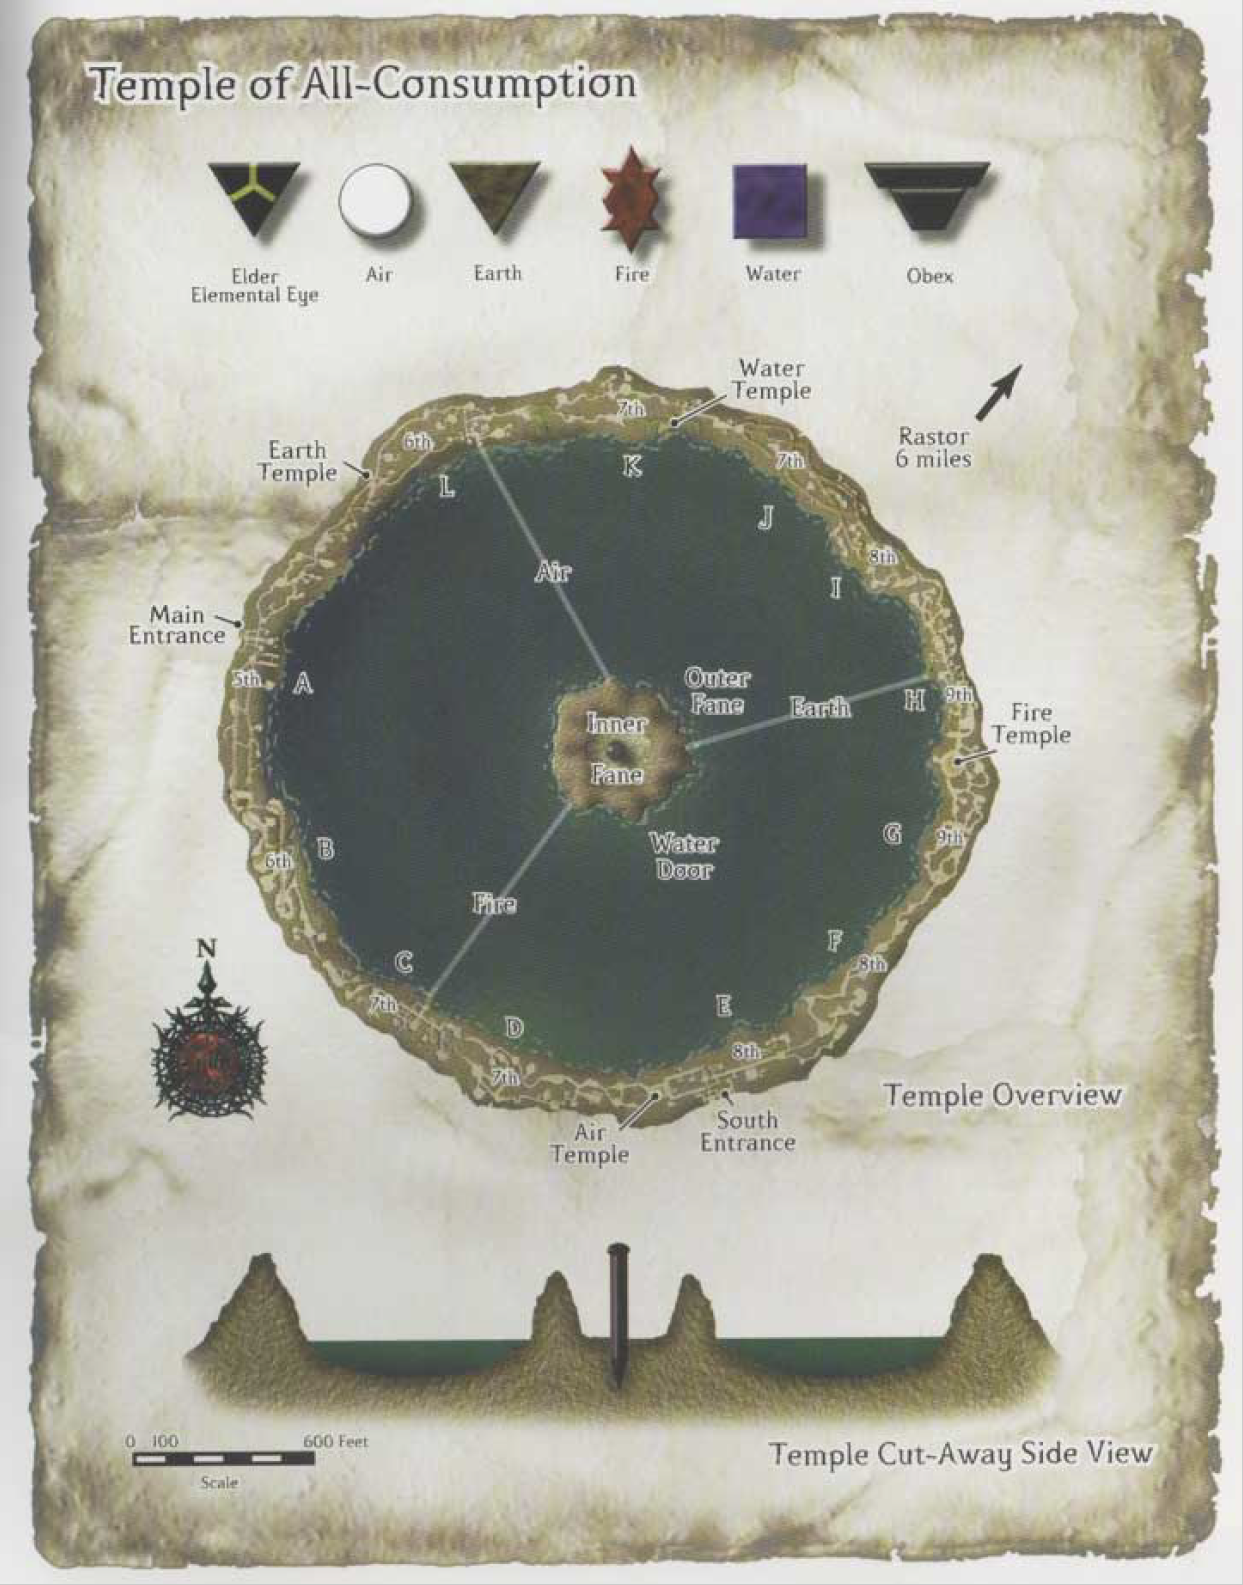 Temple of All-Consumption
Elder
Elemental Eye
Air
Earth
Fire
Water
Obex
Water
Temple
7th
6th
Earth
Temple
Rastor
6 miles
7th
K
L
J
8th
Air
I
Main
Entrance
5th
A
Outer
Fane
Earth
H
9th
Fire
Temple
Inner
Fane
G
9th
Water
Door
B
6th
Fire
F
8th
C
7th
N
E
D
8th
7th
Temple Overview
Air
Temple
South
Entrance
0 100 600 Feet
Scale
Temple Cut-Away Side View